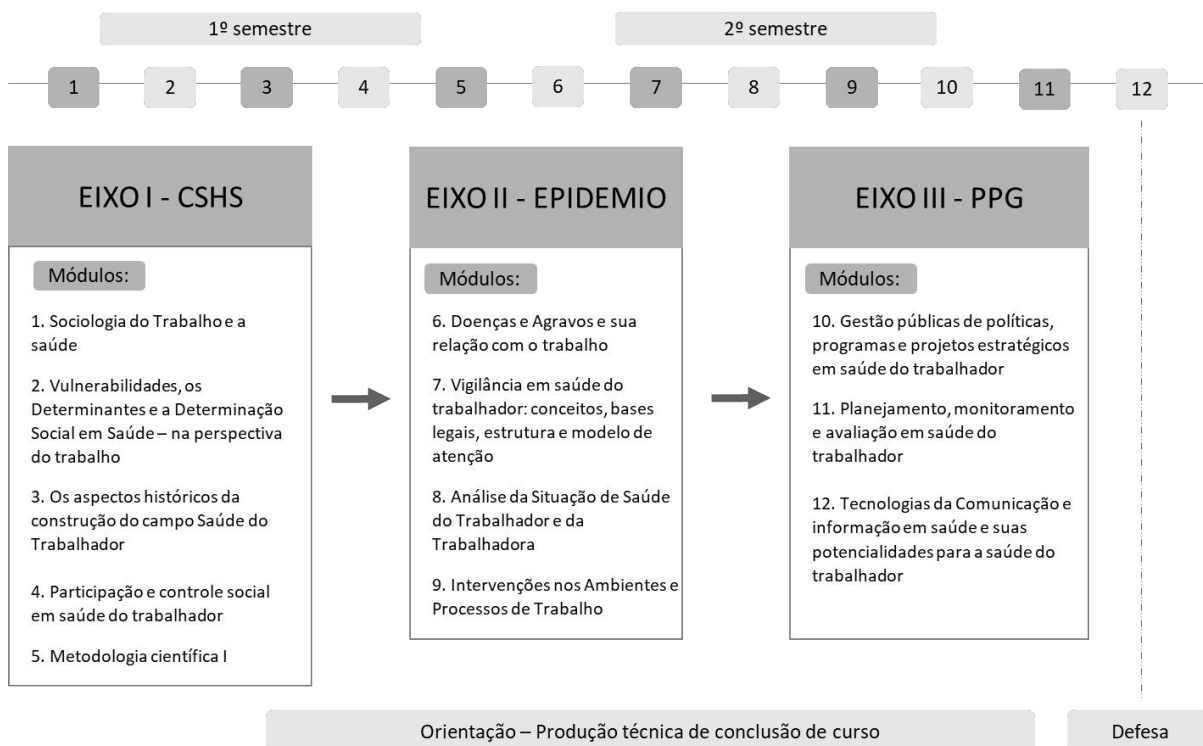 1º semestre
2º semestre
1
2
3
4
5
6
7
8
9
10
11
12
EIXO I - CSHS
Módulos:
1. Sociologia do Trabalho e a
saúde
2. Vulnerabilidades, os
Determinantes e a Determinação
Social em Saúde – na perspectiva
do trabalho
3. Os aspectos históricos da
construção do campo Saúde do
Trabalhador
4. Participação e controle social
em saúde do trabalhador
5. Metodologia científica I
EIXO II - EPIDEMIO
Módulos:
6. Doenças e Agravos e sua
relação com o trabalho
7. Vigilância em saúde do
trabalhador: conceitos, bases
legais, estrutura e modelo de
atenção
8. Análise da Situação de Saúde
do Trabalhador e da
Trabalhadora
9. Intervenções nos Ambientes e
Processos de Trabalho
EIXO III - PPG
Módulos:
10. Gestão públicas de políticas,
programas e projetos estratégicos
em saúde do trabalhador
11. Planejamento, monitoramento
e avaliação em saúde do
trabalhador
12. Tecnologias da Comunicação e
informação em saúde e suas
potencialidades para a saúde do
trabalhador
Orientação – Produção técnica de conclusão de curso
Defesa